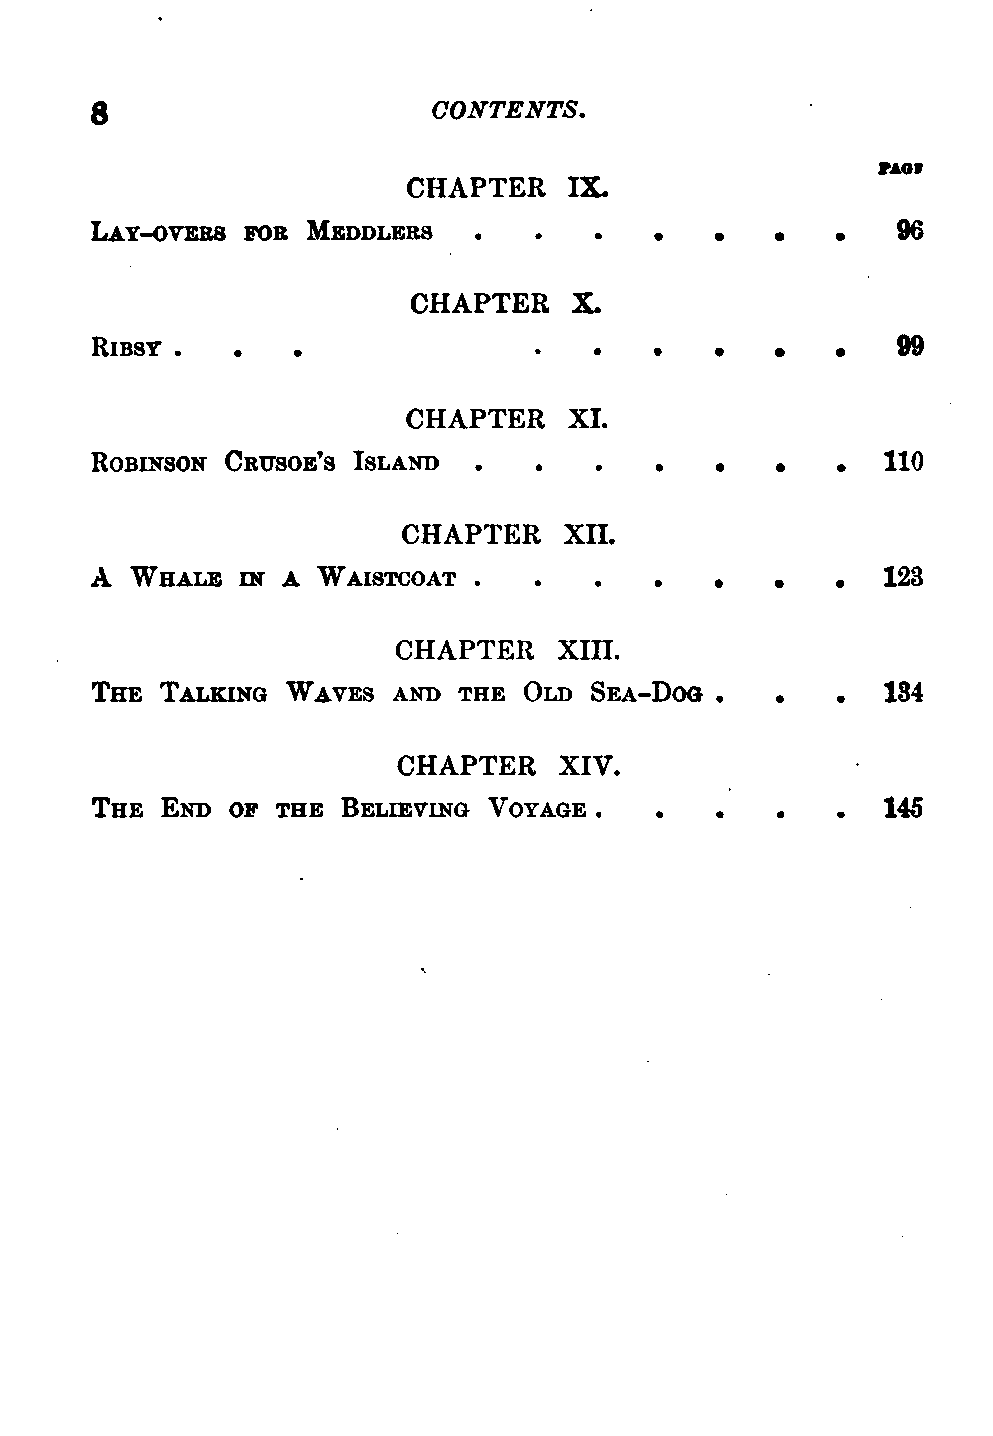 8 CONTENTS.
PAGE
CHAPTER IX.
LAY-OVERS FOR MEDDLERS . . . . . . . 96
CHAPTER X.
RIBSY . . . . . . . . . 99
CHAPTER XI.
ROBINSON CRUSOE'S ISLAND . . . . . . . 110
CHAPTER XII.
A WHALE IN A WAISTCOAT . . . . . . . 123
CHAPTER XIII.
THE TALKING WAVES AND THE OLD SEA-DOG . . . 134
CHAPTER XIV.
THE END OF THE BELIEVING VOYAGE . . . . . 145